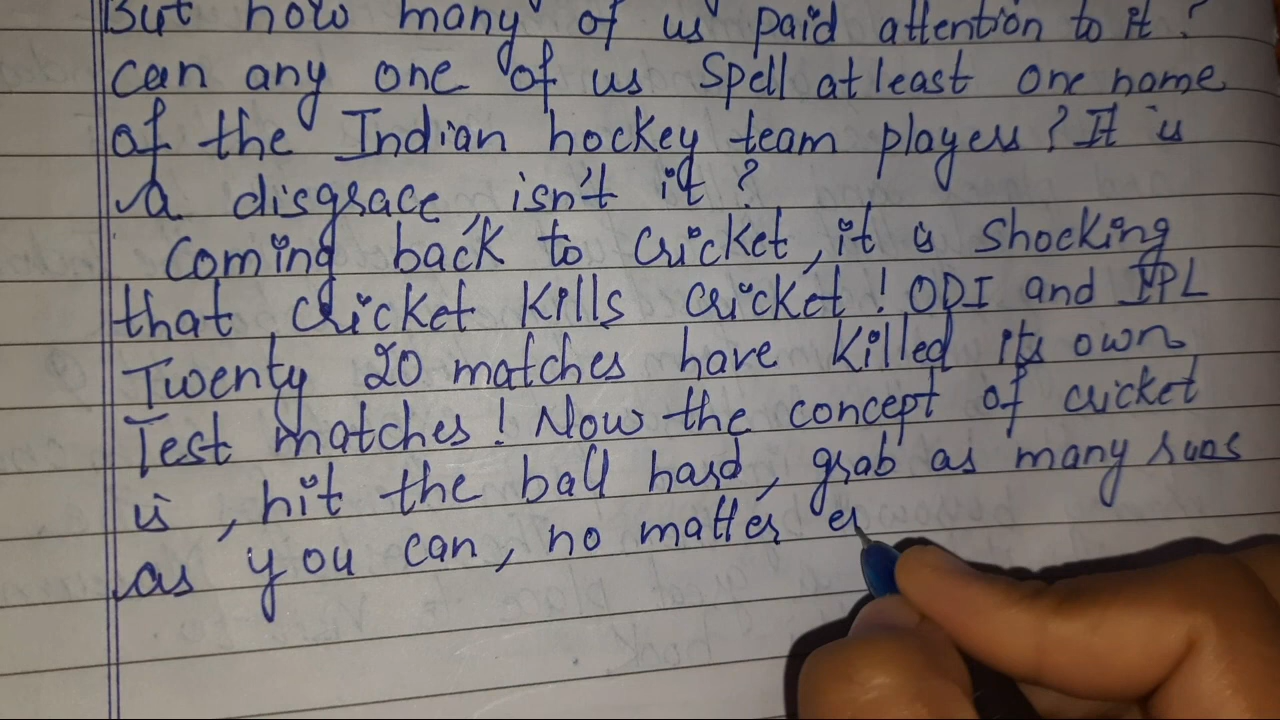 But how many of us paid attention to it?
can any one of us spell at least one name
of the Indian hockey team players? It is
a disgrace, isn't it?
Coming back to cricket, it is shocking
that cricket kills cricket! ODI and IPL
Twenty 20 matches have killed its own
Test matches! Now the concept of cricket
is, hit the ball hard, grab as many runs
as you can, no matter